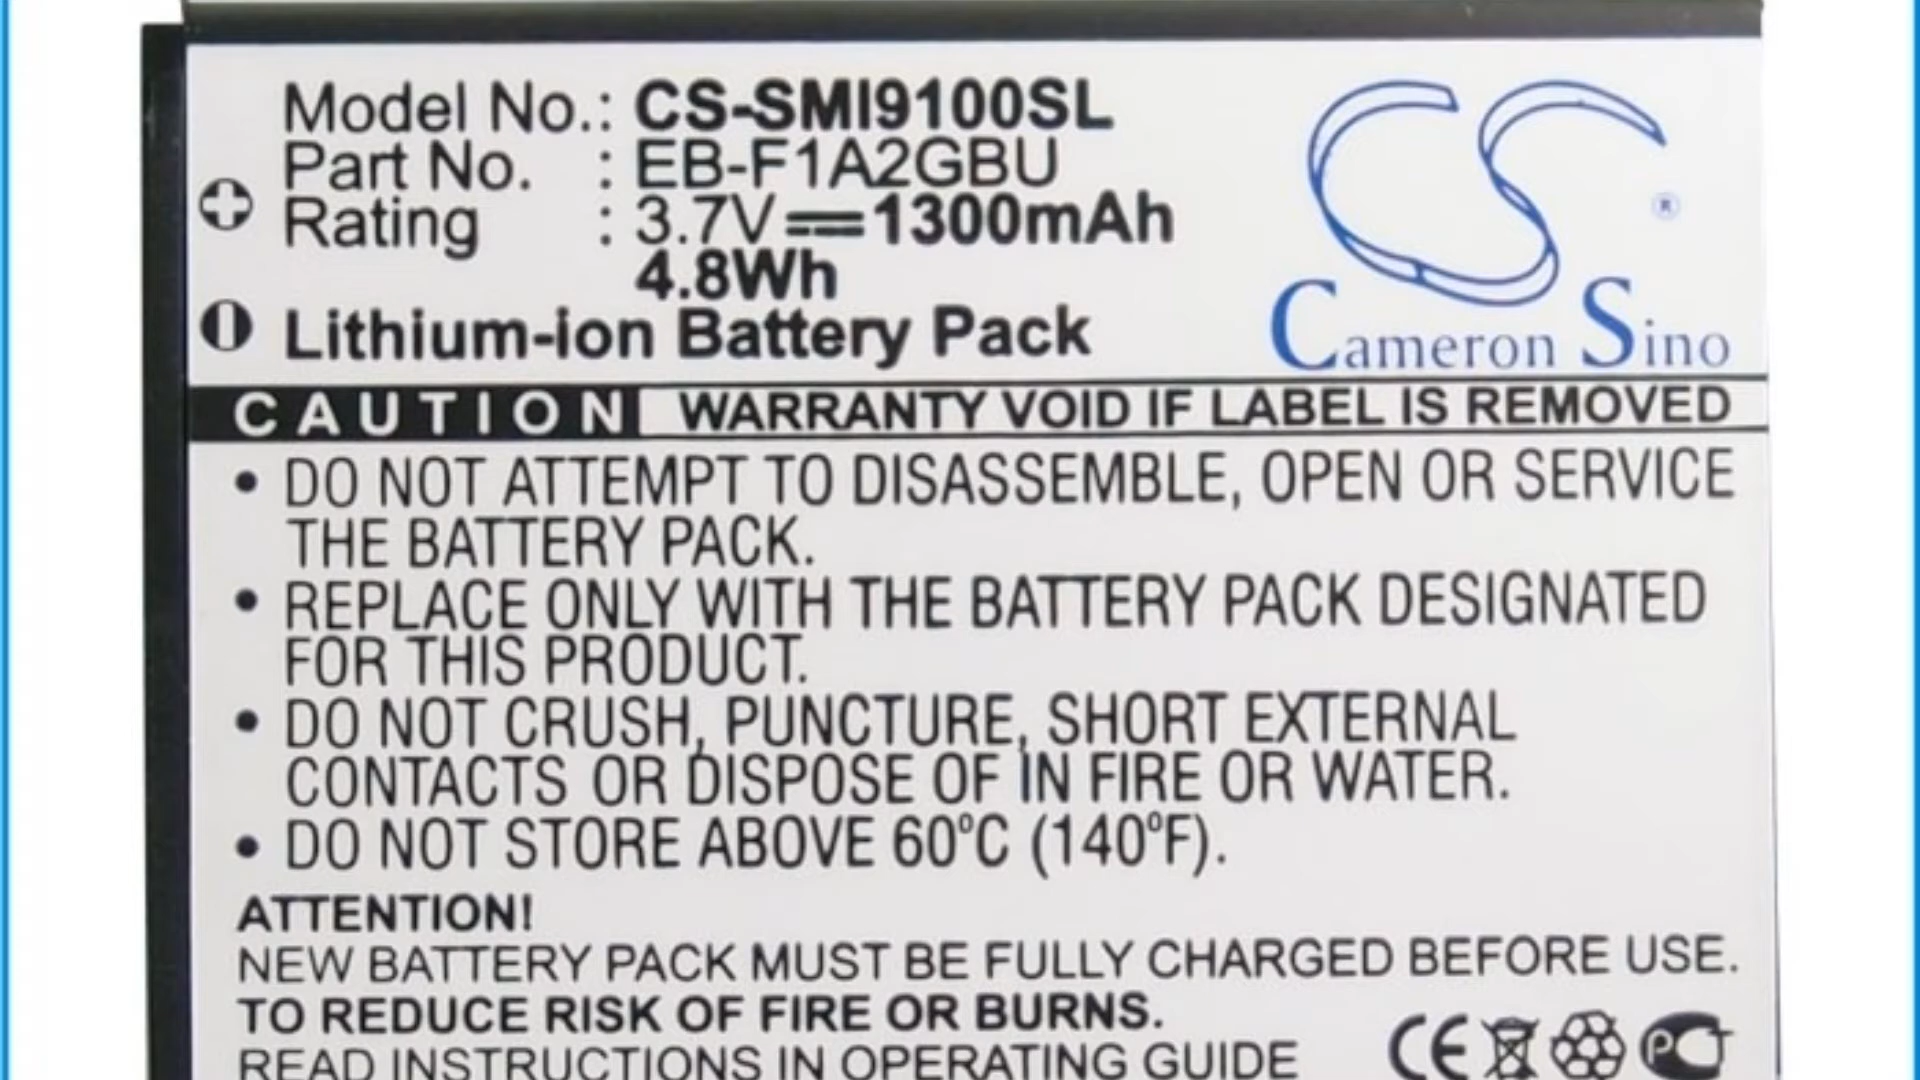 Model No.: CS-SMI9100SL
Part No. : EB-F1A2GBU
Rating : 3.7V⎓1300mAh
4.8Wh
Lithium-ion Battery Pack
CS ®
Cameron Sino
CAUTION WARRANTY VOID IF LABEL IS REMOVED
• DO NOT ATTEMPT TO DISASSEMBLE, OPEN OR SERVICE
THE BATTERY PACK.
• REPLACE ONLY WITH THE BATTERY PACK DESIGNATED
FOR THIS PRODUCT.
• DO NOT CRUSH, PUNCTURE, SHORT EXTERNAL
CONTACTS OR DISPOSE OF IN FIRE OR WATER.
• DO NOT STORE ABOVE 60°C (140°F).
ATTENTION!
NEW BATTERY PACK MUST BE FULLY CHARGED BEFORE USE.
TO REDUCE RISK OF FIRE OR BURNS.
READ INSTRUCTIONS IN OPERATING GUIDE
CE PCT